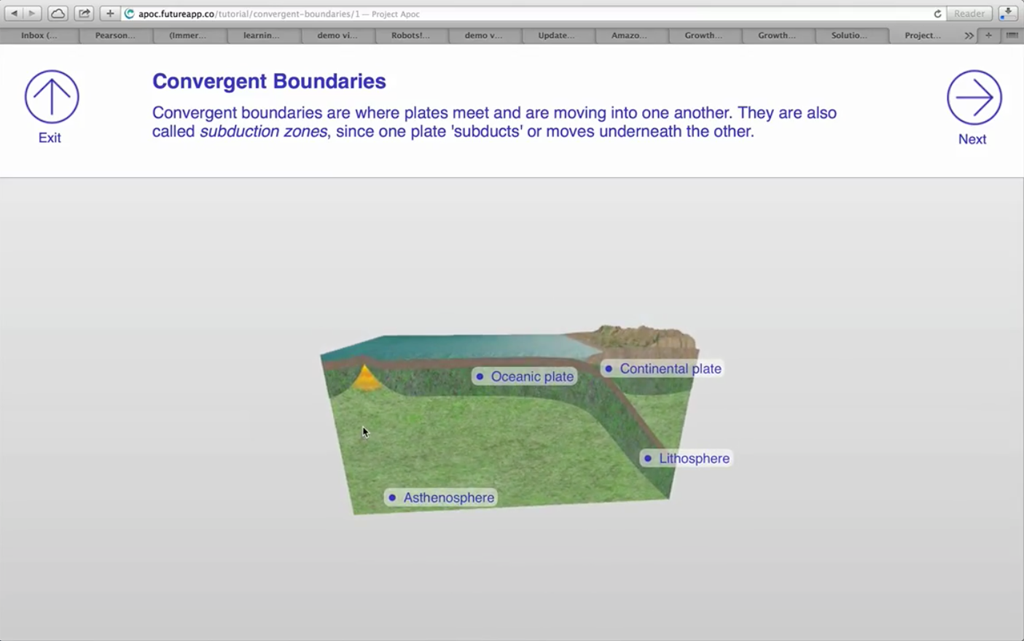 apoc.futureapp.co/tutorial/convergent-boundaries/1 — Project Apoc
Reader
Inbox (... Pearson... (Immer... learnin... demo vi... Robots!... demo v... Update... Amazo... Growth... Growth... Solutio... Project...
Convergent Boundaries
Convergent boundaries are where plates meet and are moving into one another. They are also
called subduction zones, since one plate 'subducts' or moves underneath the other.
Exit
Next
Continental plate
Oceanic plate
Lithosphere
Asthenosphere